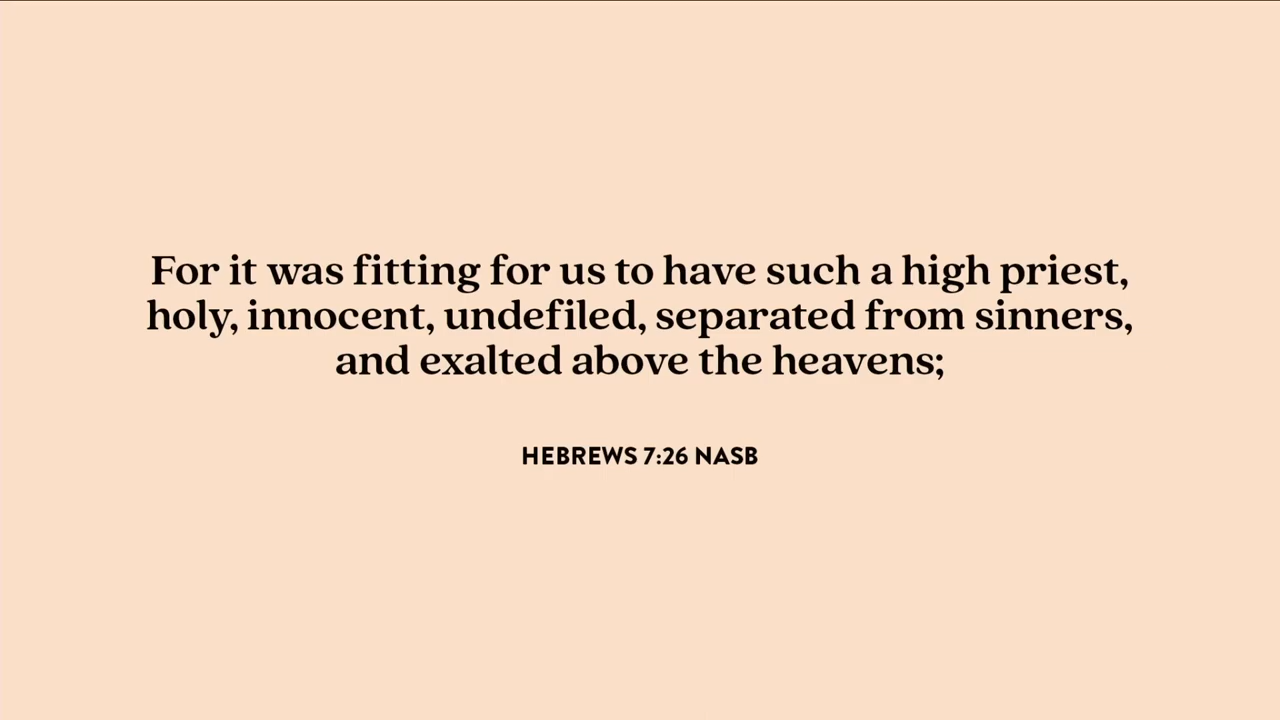 For it was fitting for us to have such a high priest,
holy, innocent, undefiled, separated from sinners,
and exalted above the heavens;
HEBREWS 7:26 NASB